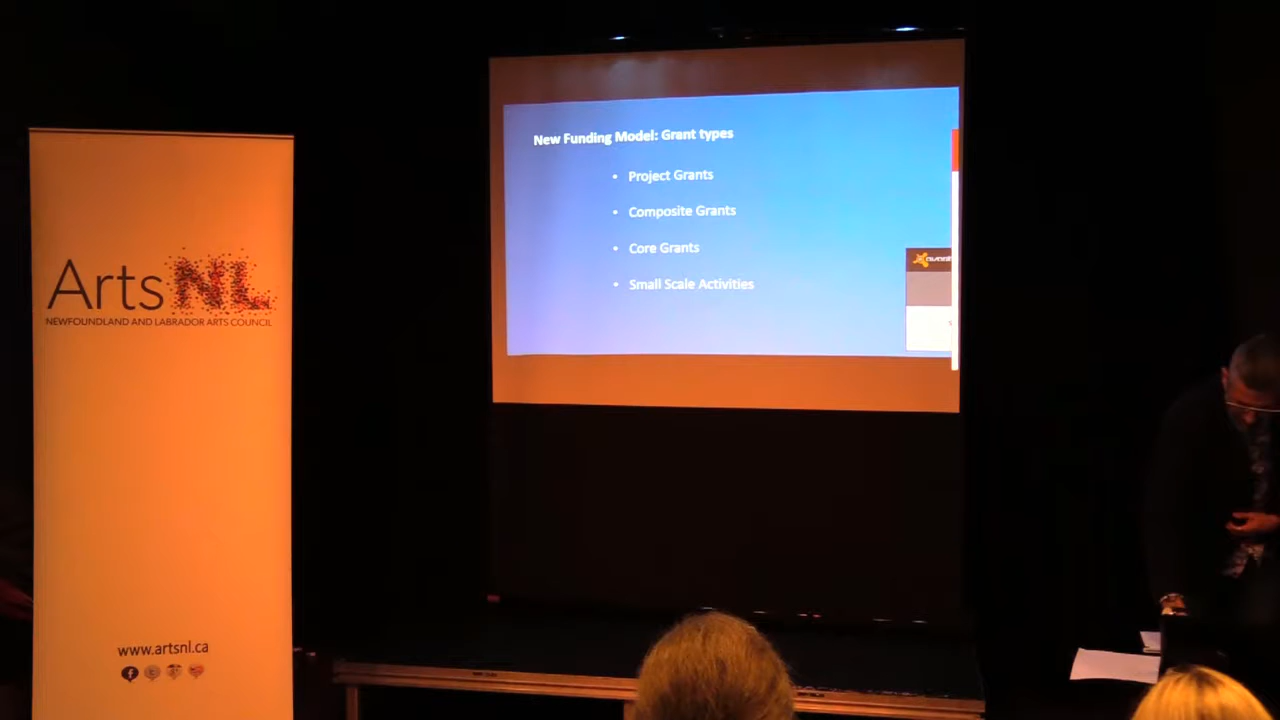 Arts NL
NEWFOUNDLAND AND LABRADOR ARTS COUNCIL
www.artsnl.ca
New Funding Model: Grant types
• Project Grants
• Composite Grants
• Core Grants
• Small Scale Activities